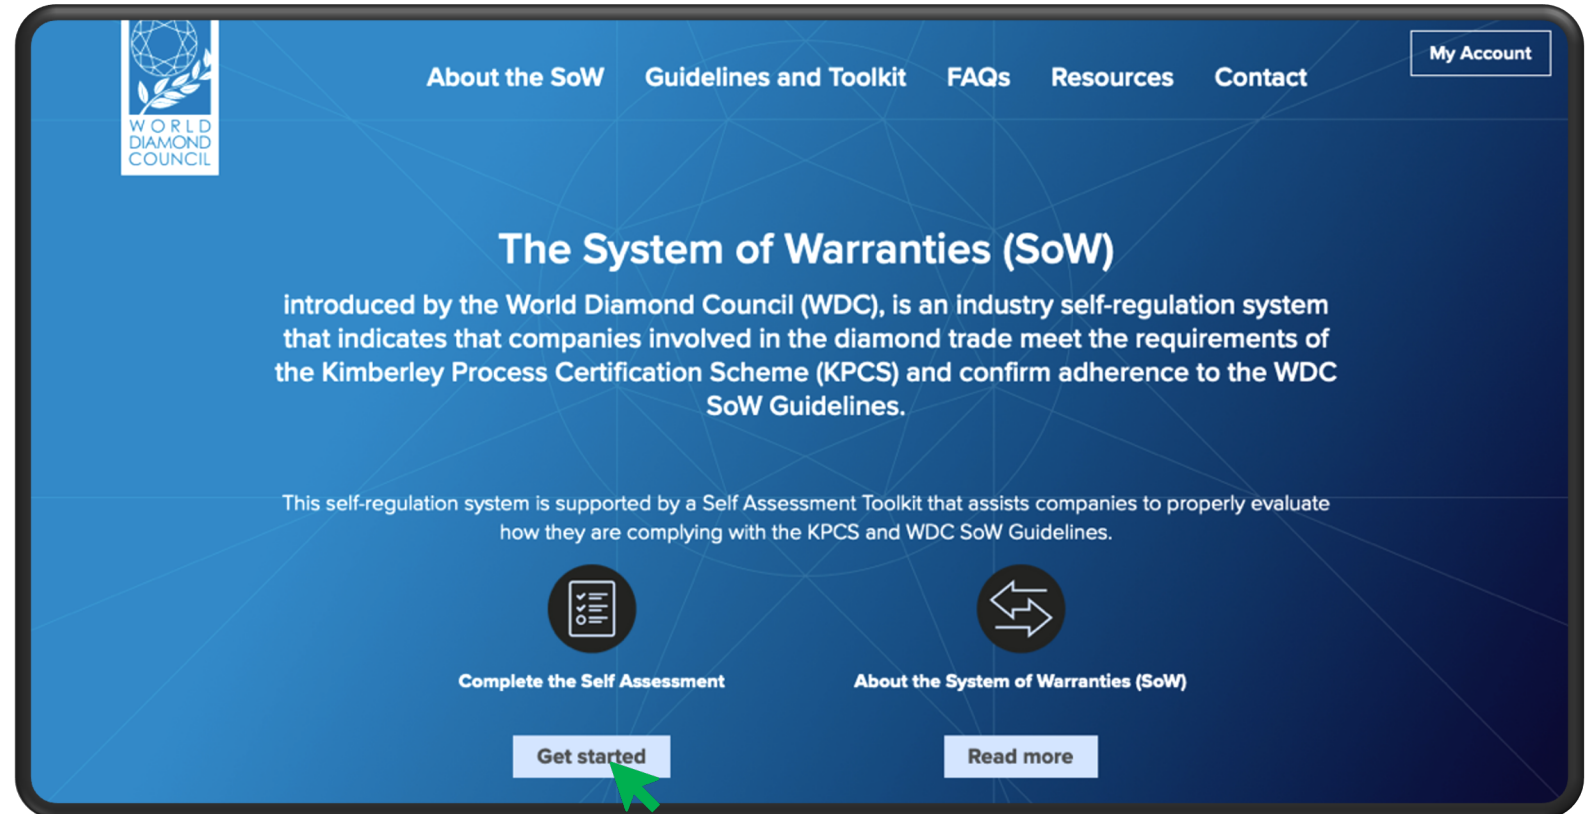 WORLD
DIAMOND
COUNCIL
About the SoW Guidelines and Toolkit FAQs Resources Contact
My Account
The System of Warranties (SoW)
introduced by the World Diamond Council (WDC), is an industry self-regulation system
that indicates that companies involved in the diamond trade meet the requirements of
the Kimberley Process Certification Scheme (KPCS) and confirm adherence to the WDC
SoW Guidelines.
This self-regulation system is supported by a Self Assessment Toolkit that assists companies to properly evaluate
how they are complying with the KPCS and WDC SoW Guidelines.
Complete the Self Assessment
About the System of Warranties (SoW)
Get started
Read more